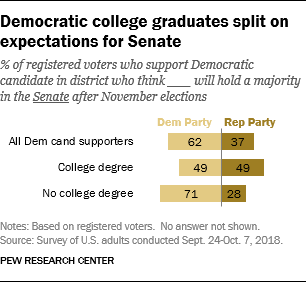 Democratic college graduates split on
expectations for Senate
% of registered voters who support Democratic
candidate in district who think ___ will hold a majority
in the Senate after November elections
Dem Party Rep Party
All Dem cand supporters 62 37
College degree 49 49
No college degree 71 28
Notes: Based on registered voters. No answer not shown.
Source: Survey of U.S. adults conducted Sept. 24-Oct. 7, 2018.
PEW RESEARCH CENTER